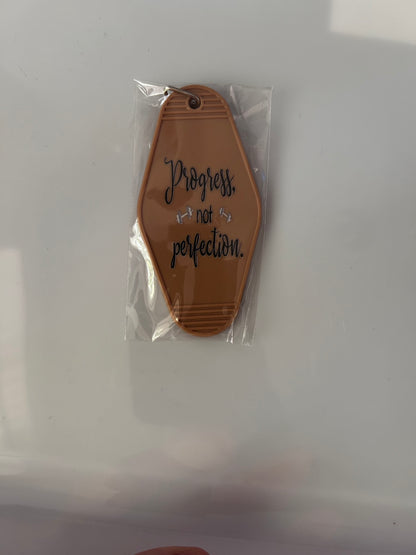 Progress,
not
perfection.